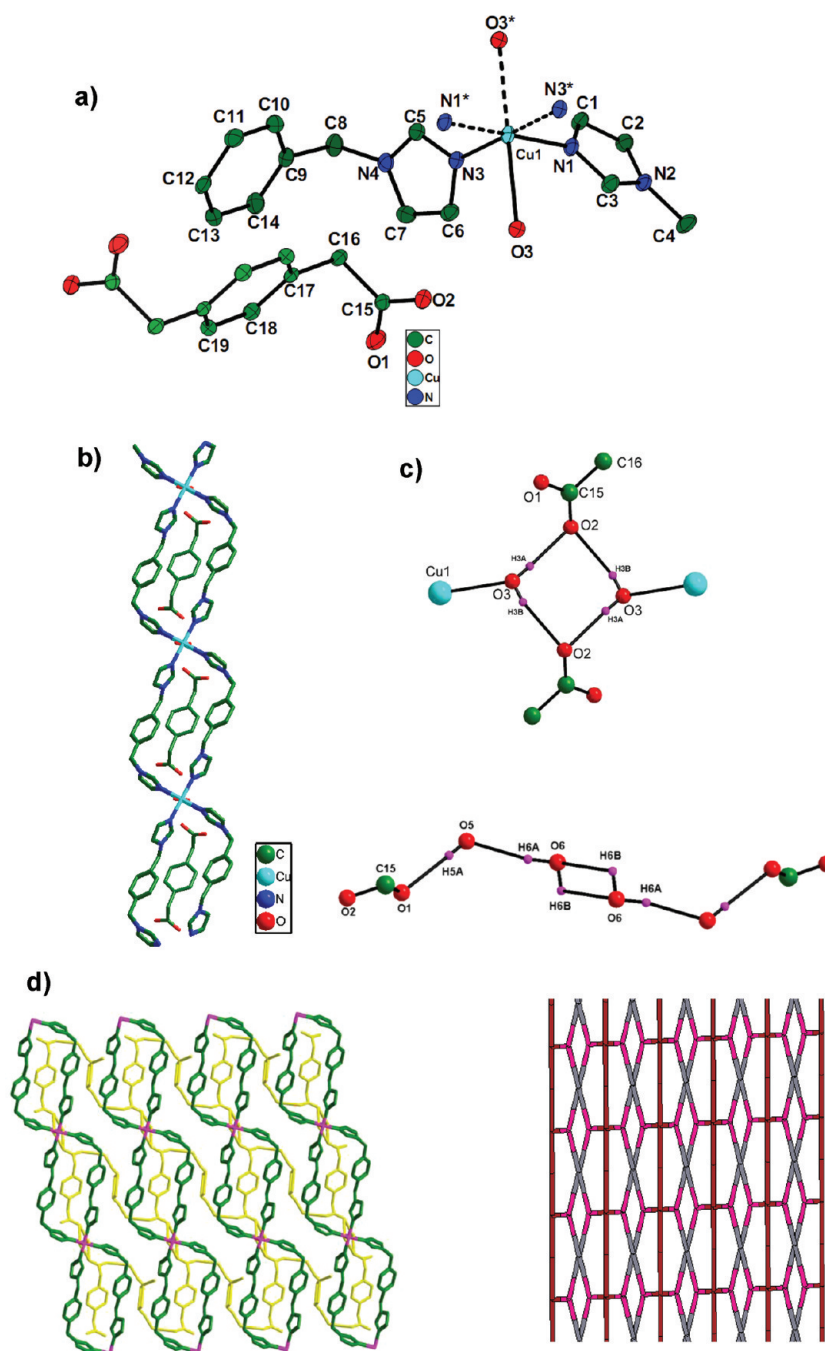 a)
O3*
C10
C11
C8
C5
N1*
N3*
C1
C2
C12
C9
Cu1
N4
N3
N1
N2
C13
C14
C3
C7
C6
C4
O3
C16
C17
C15
O2
C18
C19
O1
C
O
Cu
N
b)
c)
C16
O1
C15
O2
Cu1
H3A
H3B
O3
O3
H3B
H3A
O2
C
Cu
N
O
O5
H6A
O6
H6B
C15
H5A
H6A
O2
O1
H6B
O6
d)